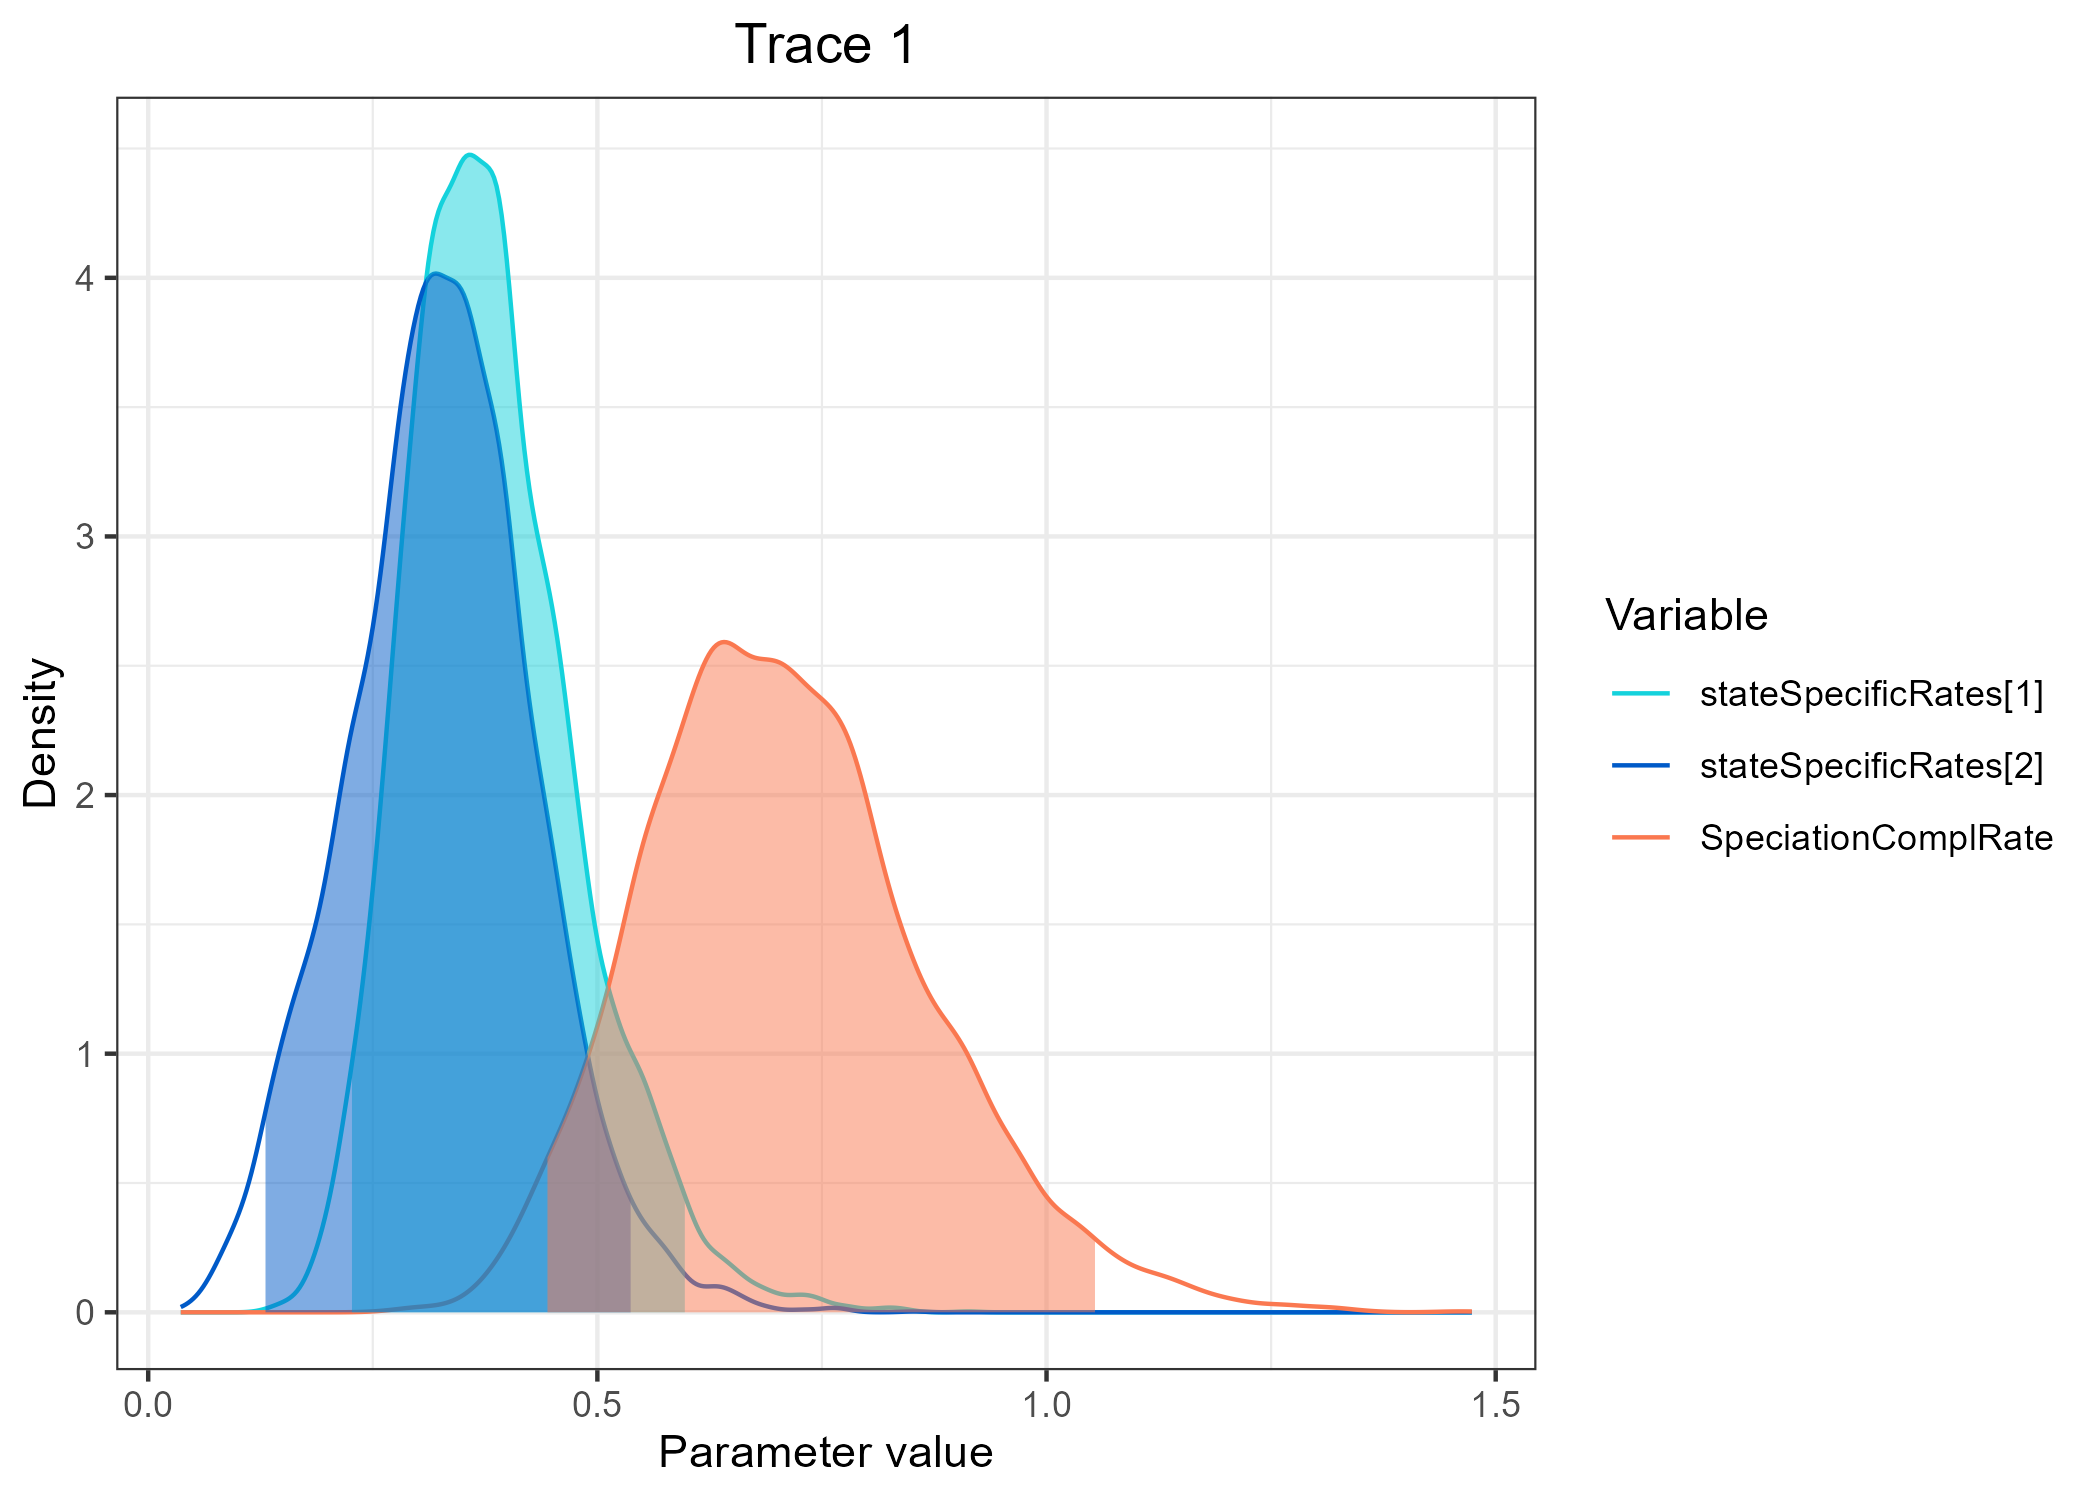 Trace 1
Density
4
3
2
1
0
0.0 0.5 1.0 1.5
Parameter value
Variable
stateSpecificRates[1]
stateSpecificRates[2]
SpeciationComplRate